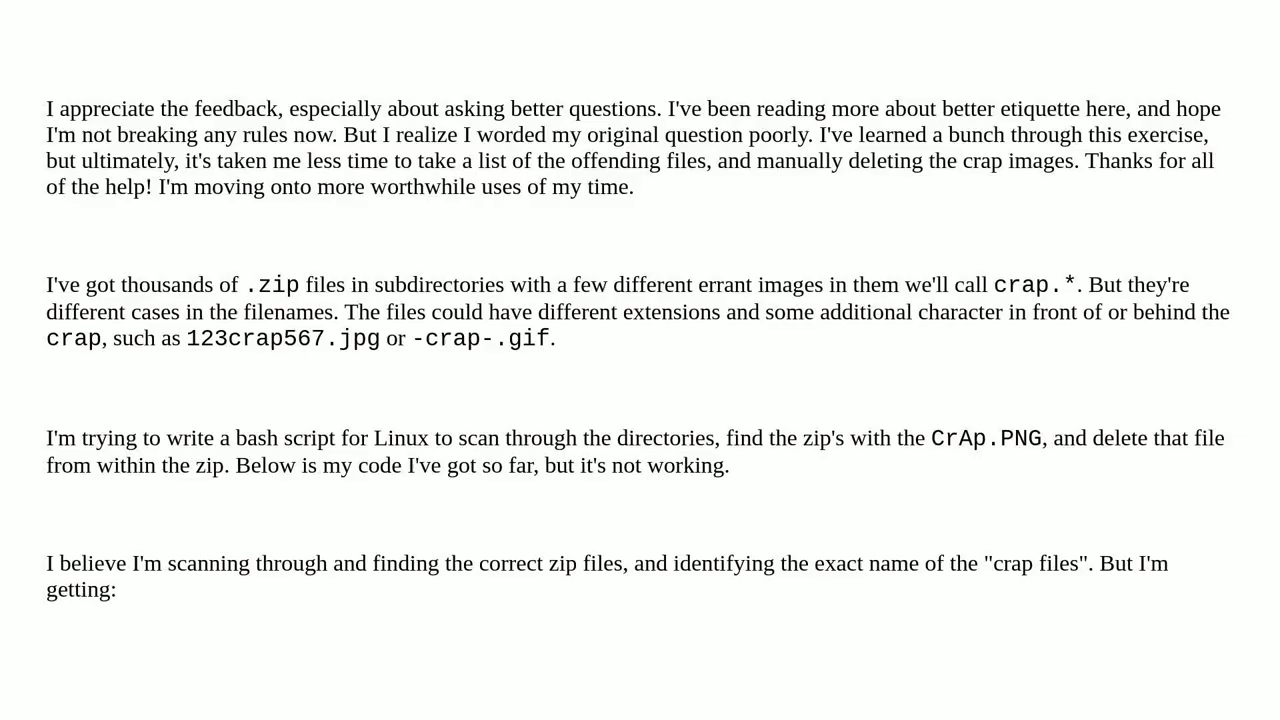 I appreciate the feedback, especially about asking better questions. I've been reading more about better etiquette here, and hope
I'm not breaking any rules now. But I realize I worded my original question poorly. I've learned a bunch through this exercise,
but ultimately, it's taken me less time to take a list of the offending files, and manually deleting the crap images. Thanks for all
of the help! I'm moving onto more worthwhile uses of my time.
I've got thousands of .zip files in subdirectories with a few different errant images in them we'll call crap.*. But they're
different cases in the filenames. The files could have different extensions and some additional character in front of or behind the
crap, such as 123crap567.jpg or -crap-.gif.
I'm trying to write a bash script for Linux to scan through the directories, find the zip's with the CrAp.PNG, and delete that file
from within the zip. Below is my code I've got so far, but it's not working.
I believe I'm scanning through and finding the correct zip files, and identifying the exact name of the "crap files". But I'm
getting: